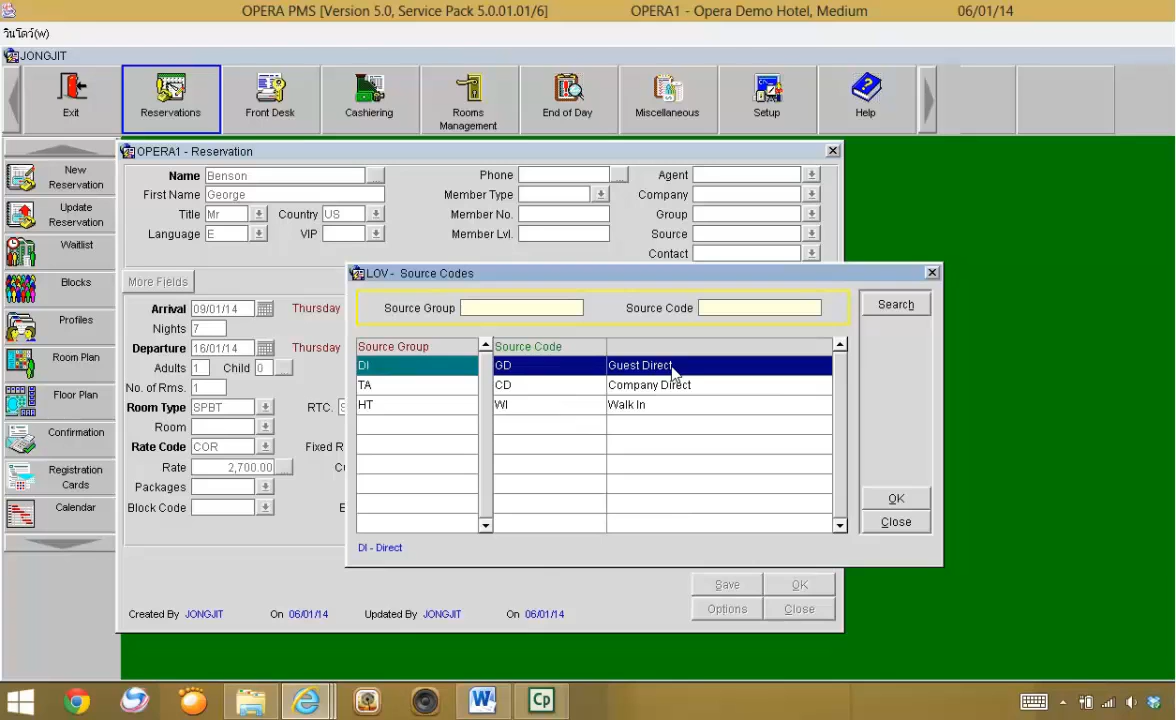 OPERA PMS [Version 5.0, Service Pack 5.0.01.01/6] OPERA1 - Opera Demo Hotel, Medium 06/01/14
วินโดว์(w)
JONGJIT
Exit Reservations Front Desk Cashiering Rooms Management End of Day Miscellaneous Setup Help
New Reservation
Update Reservation
Waitlist
Blocks
Profiles
Room Plan
Floor Plan
Confirmation
Registration Cards
Calendar
OPERA1 - Reservation
Name Benson Phone Agent
First Name George Member Type Company
Title Mr Country US Member No. Group
Language E VIP Member Lvl. Source
Contact
More Fields
Arrival 09/01/14 Thursday
Nights 7
Departure 16/01/14 Thursday
Adults 1 Child 0
No. of Rms. 1
Room Type SPBT RTC.
Room
Rate Code COR Fixed R
Rate 2,700.00
Packages
Block Code
LOV - Source Codes
Source Group Source Code Search
Source Group Source Code
DI GD Guest Direct
TA CD Company Direct
HT WI Walk In
OK
Close
DI - Direct
Save OK
Options Close
Created By JONGJIT On 06/01/14 Updated By JONGJIT On 06/01/14
W Cp